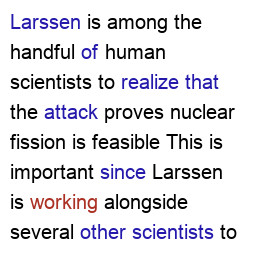 Larssen is among the
handful of human
scientists to realize that
the attack proves nuclear
fission is feasible This is
important since Larssen
is working alongside
several other scientists to